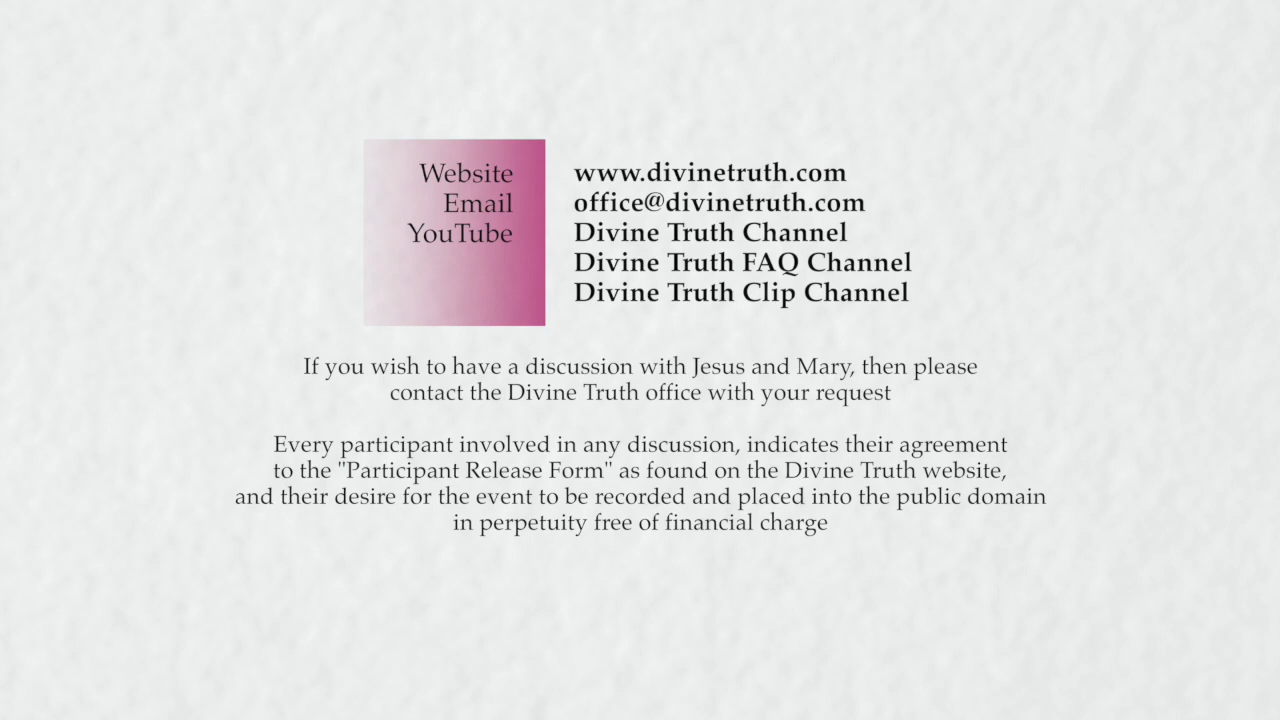 Website www.divinetruth.com
Email office@divinetruth.com
YouTube Divine Truth Channel
Divine Truth FAQ Channel
Divine Truth Clip Channel
If you wish to have a discussion with Jesus and Mary, then please
contact the Divine Truth office with your request
Every participant involved in any discussion, indicates their agreement
to the "Participant Release Form" as found on the Divine Truth website,
and their desire for the event to be recorded and placed into the public domain
in perpetuity free of financial charge